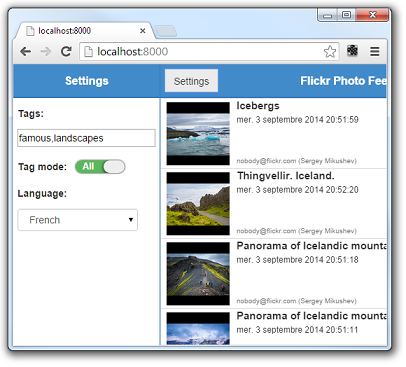 localhost:8000
localhost:8000
Settings
Settings
Flickr Photo Fee
Tags:
famous,landscapes
Tag mode:
All
Language:
French
Icebergs
mer. 3 septembre 2014 20:51:59
nobody@flickr.com (Sergey Mikushev)
Thingvellir. Iceland.
mer. 3 septembre 2014 20:52:20
nobody@flickr.com (Sergey Mikushev)
Panorama of Icelandic mounta
mer. 3 septembre 2014 20:51:18
nobody@flickr.com (Sergey Mikushev)
Panorama of Icelandic mounta
mer. 3 septembre 2014 20:51:11